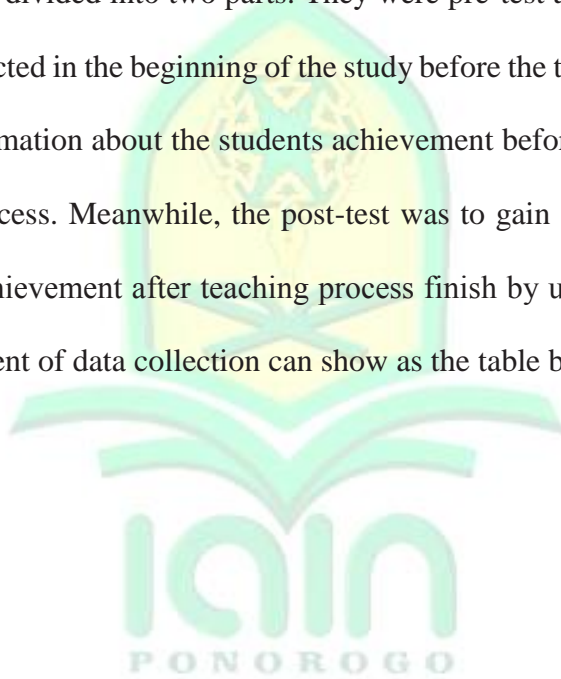 divided into two parts. They were pre-test
cted in the beginning of the study before the
mation about the students achievement
cess. Meanwhile, the post-test was to gain
hievement after teaching process finish by
ent of data collection can show as the table
iain
PONOROGO